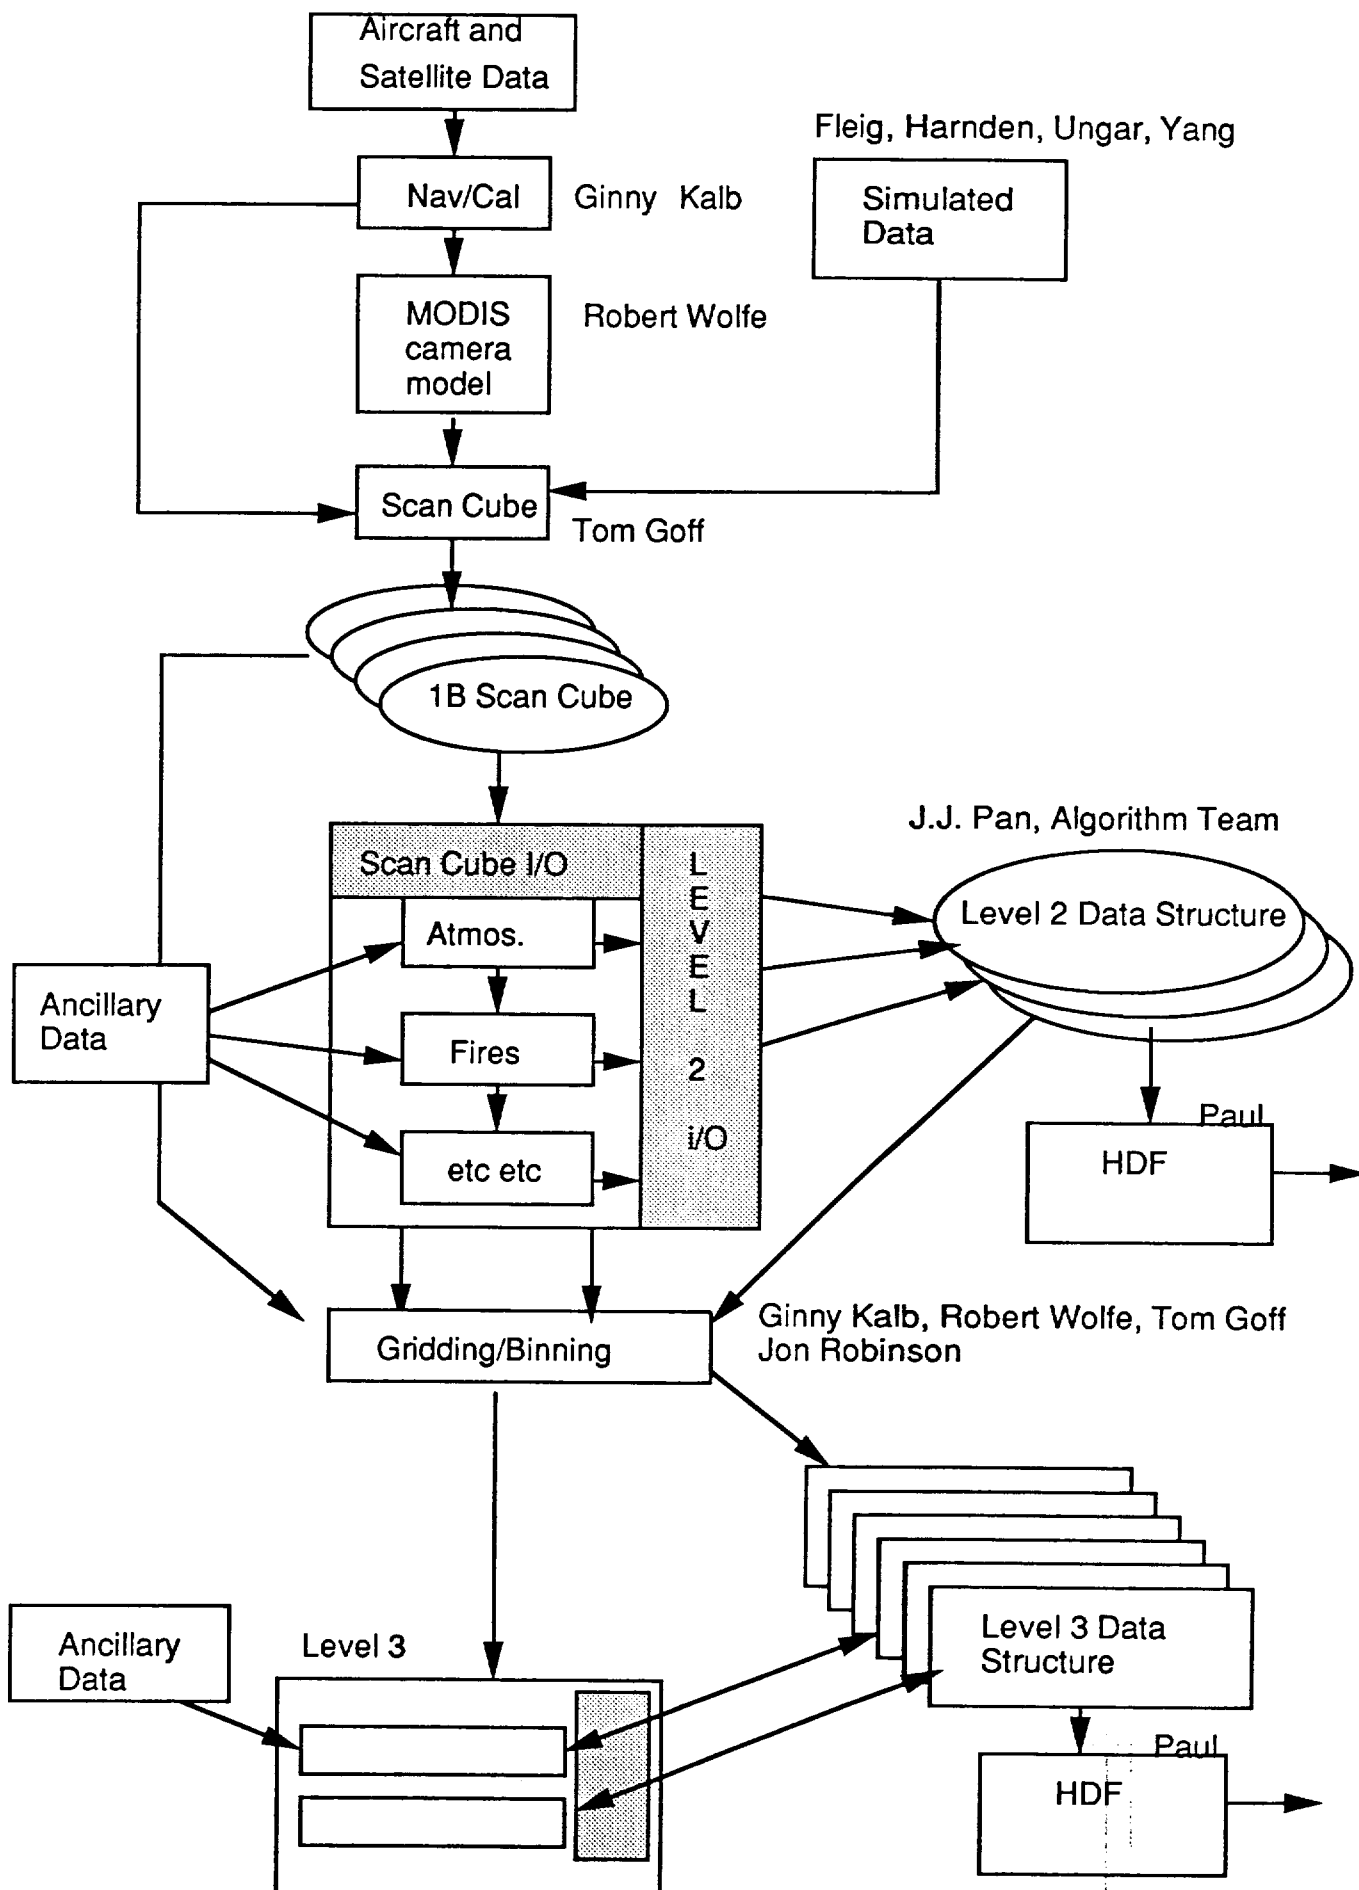 Aircraft and
Satellite Data
Fleig, Harnden, Ungar, Yang
Nav/Cal
Ginny Kalb
Simulated
Data
MODIS
camera
model
Robert Wolfe
Scan Cube
Tom Goff
1B Scan Cube
J.J. Pan, Algorithm Team
Scan Cube I/O
L
E
V
E
L
2
i/O
Level 2 Data Structure
Atmos.
Ancillary
Data
Fires
etc etc
Paul
HDF
Ginny Kalb, Robert Wolfe, Tom Goff
Jon Robinson
Gridding/Binning
Ancillary
Data
Level 3
Level 3 Data
Structure
Paul
HDF